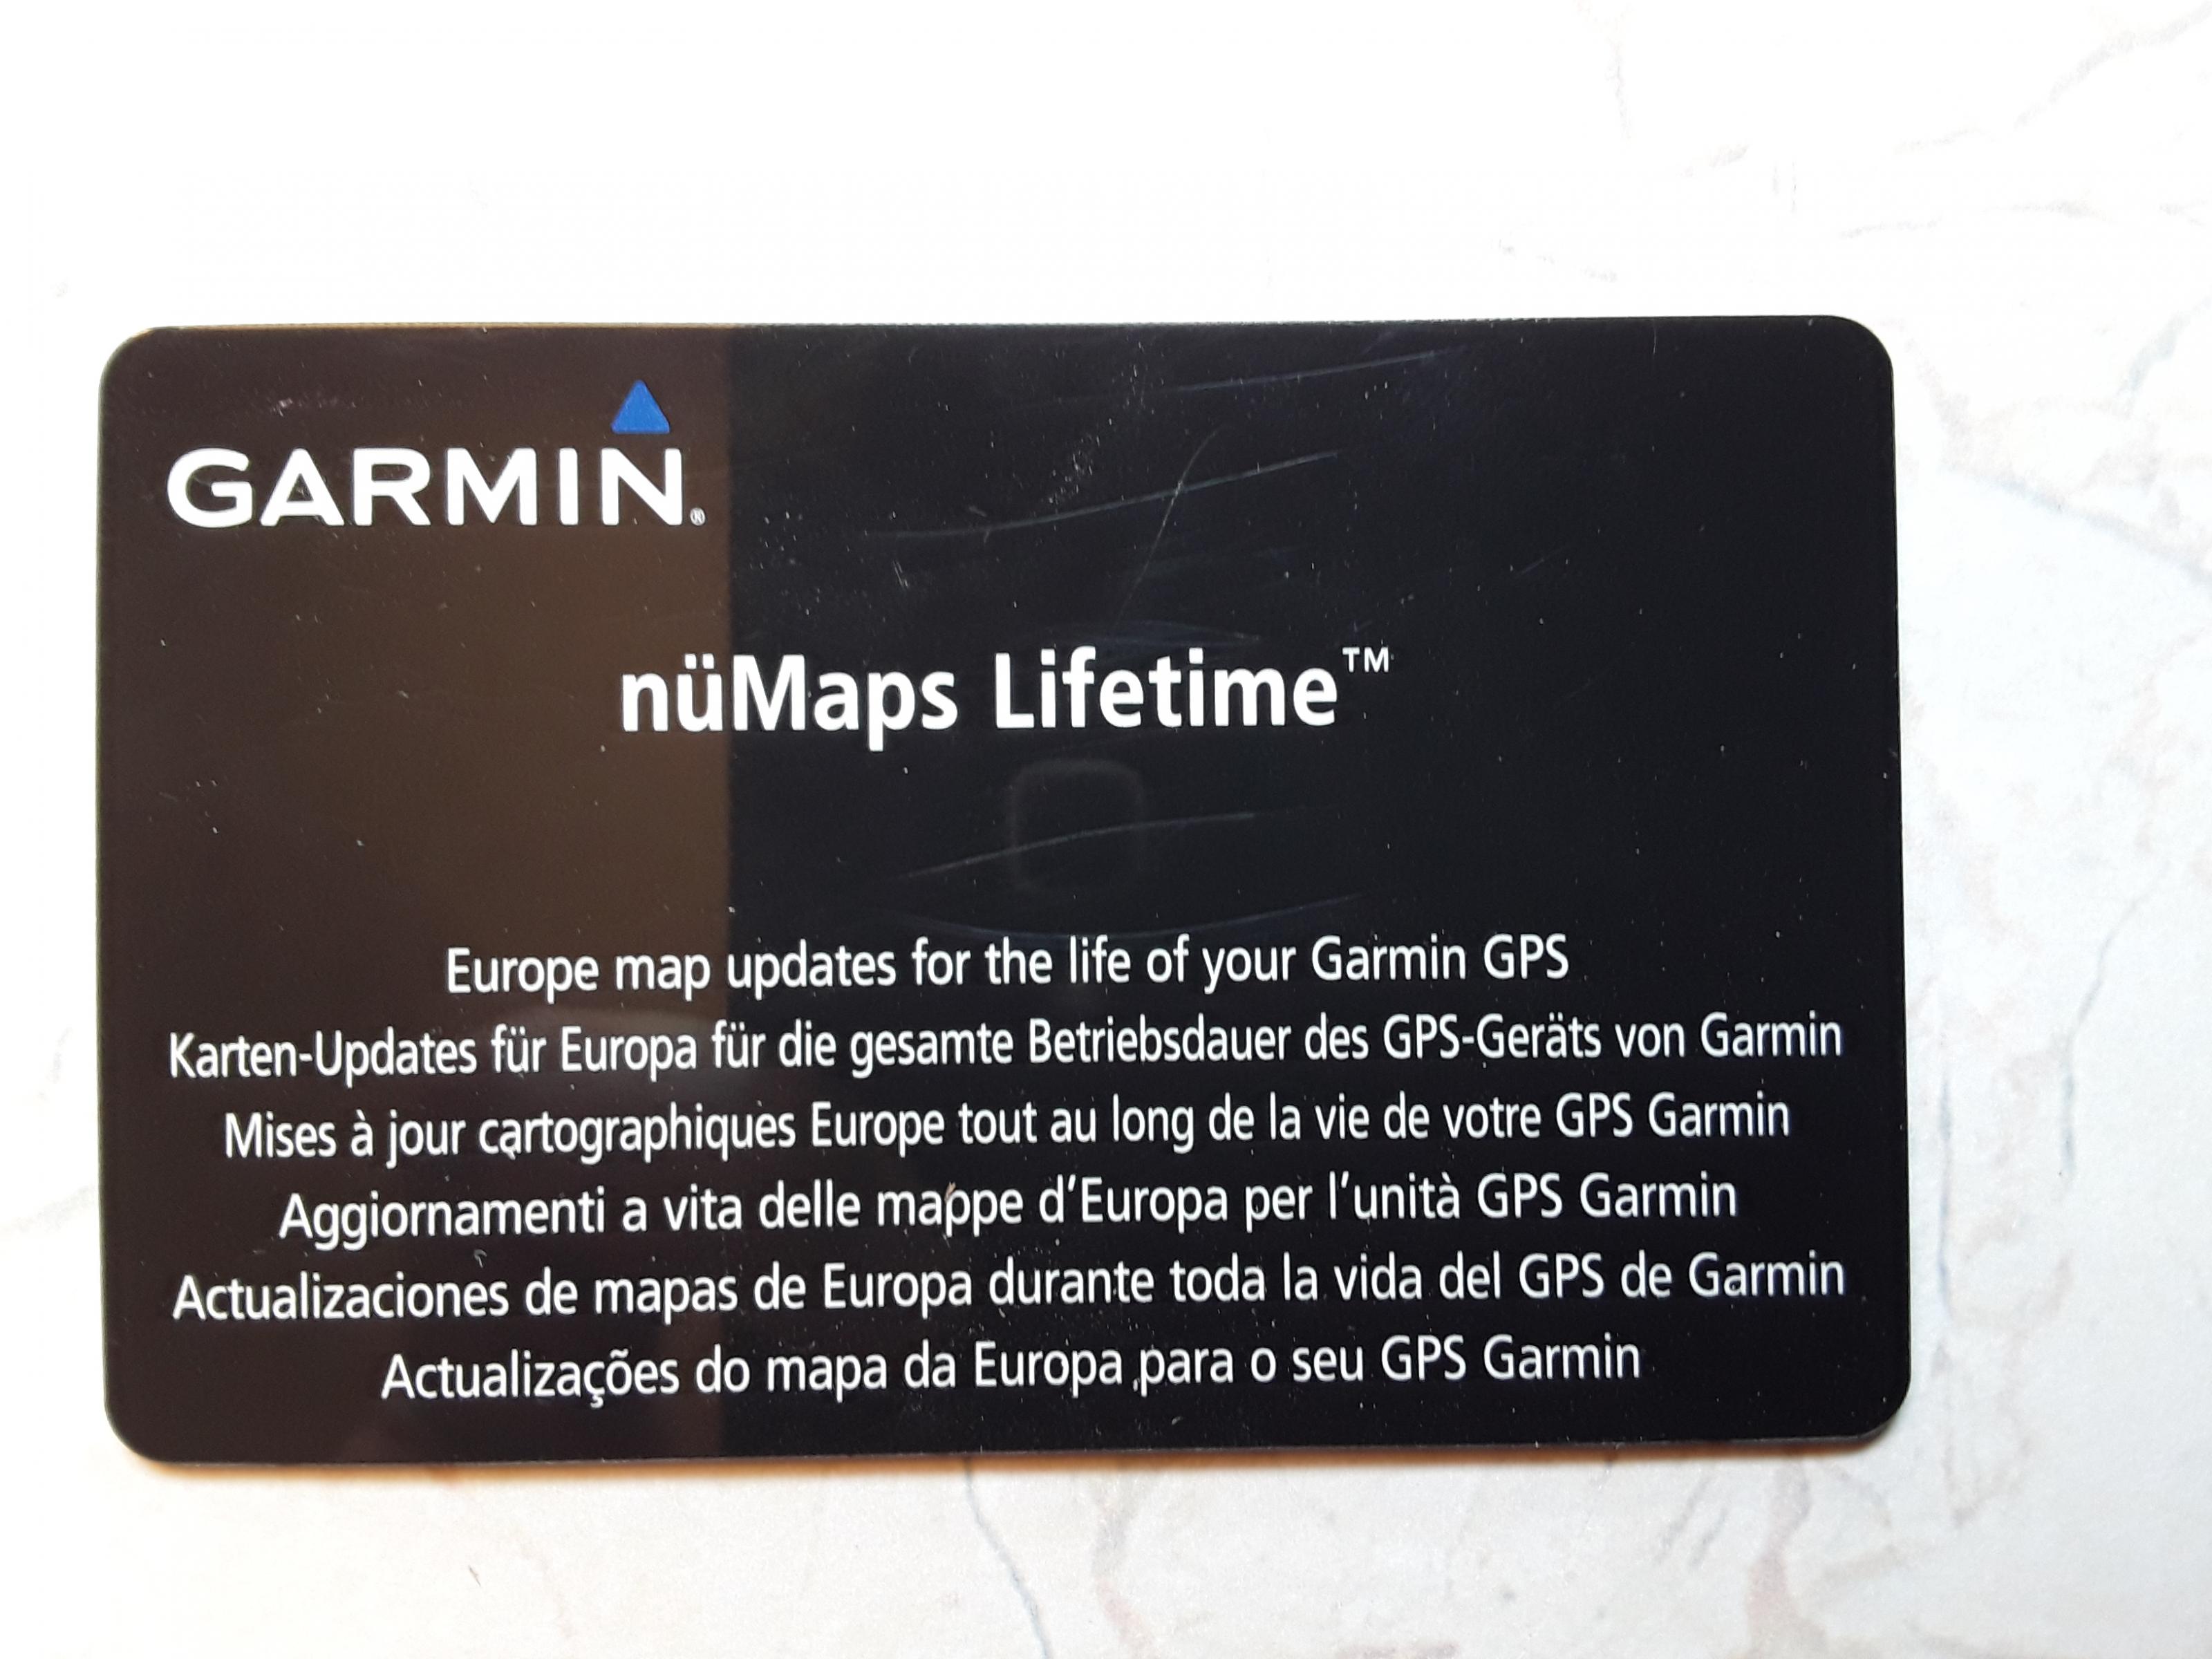 GARMIN®
nüMaps Lifetime™
Europe map updates for the life of your Garmin GPS
Karten-Updates für Europa für die gesamte Betriebsdauer des GPS-Geräts von Garmin
Mises à jour cartographiques Europe tout au long de la vie de votre GPS Garmin
Aggiornamenti a vita delle mappe d'Europa per l'unità GPS Garmin
Actualizaciones de mapas de Europa durante toda la vida del GPS de Garmin
Actualizações do mapa da Europa para o seu GPS Garmin